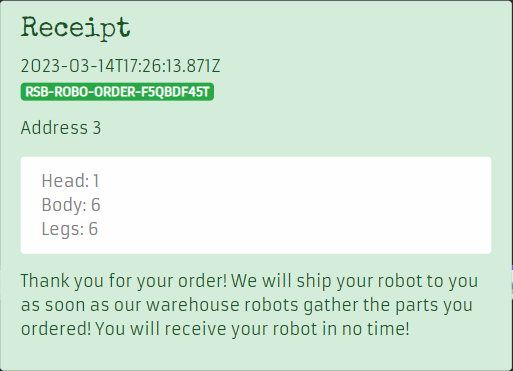 Receipt
2023-03-14T17:26:13.871Z
RSB-ROBO-ORDER-F5QBDF45T
Address 3
Head: 1
Body: 6
Legs: 6
Thank you for your order! We will ship your robot to you
as soon as our warehouse robots gather the parts you
ordered! You will receive your robot in no time!